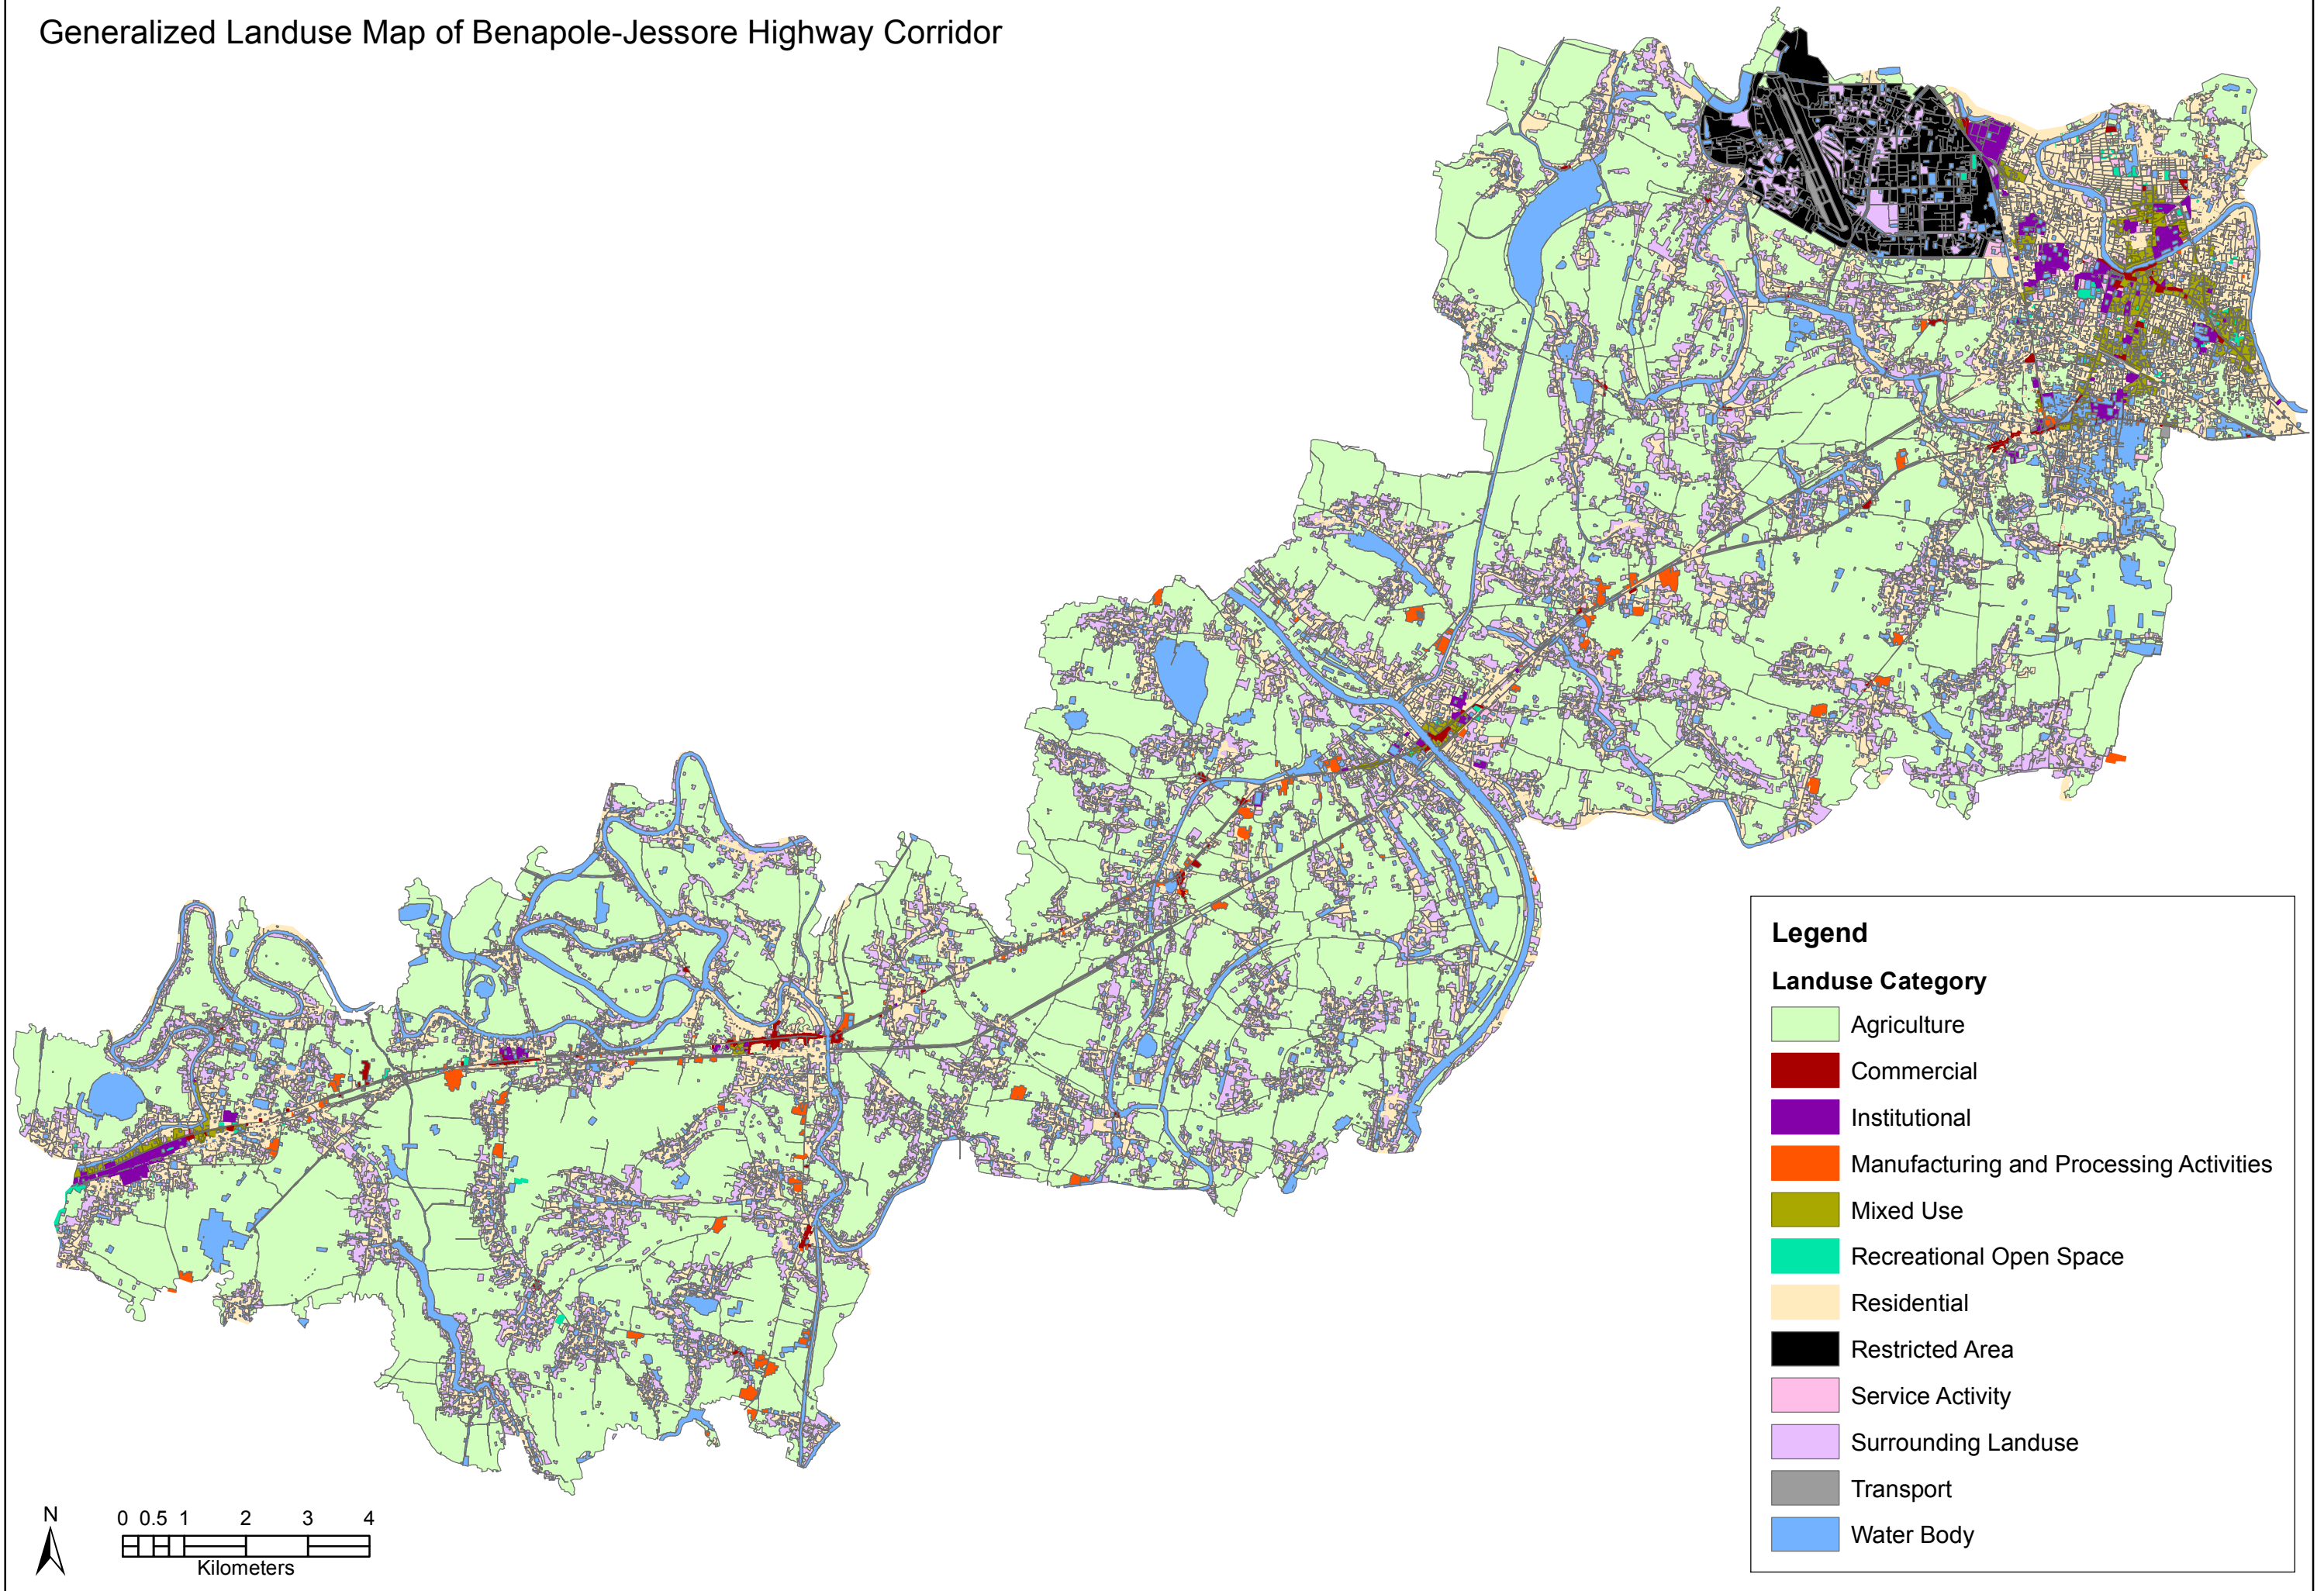 Generalized Landuse Map of Benapole-Jessore Highway Corridor
Legend
Landuse Category
Agriculture
Commercial
Institutional
Manufacturing and Processing Activities
Mixed Use
Recreational Open Space
Residential
Restricted Area
Service Activity
Surrounding Landuse
Transport
Water Body
N
0 0.5 1 2 3 4
Kilometers